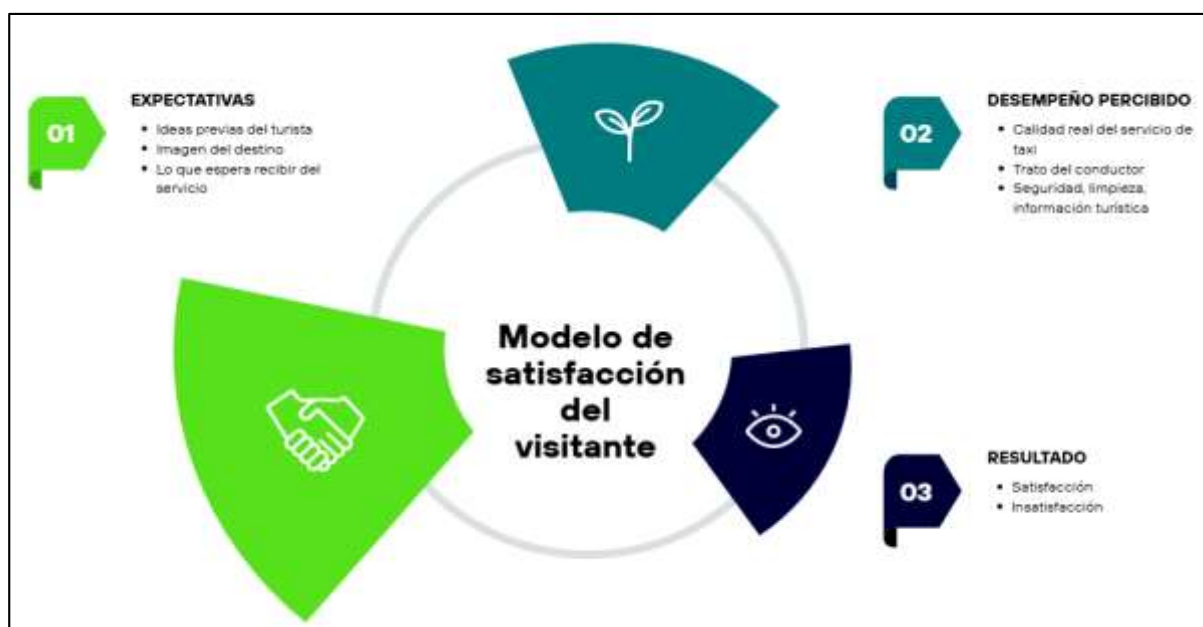 01
EXPECTATIVAS
• Ideas previas del turista
• Imagen del destino
• Lo que espera recibir del
servicio
02
DESEMPEÑO PERCIBIDO
• Calidad real del servicio de
taxi
• Trato del conductor
• Seguridad, limpieza,
información turística
Modelo de
satisfacción
del
visitante
03
RESULTADO
• Satisfacción
• Insatisfacción